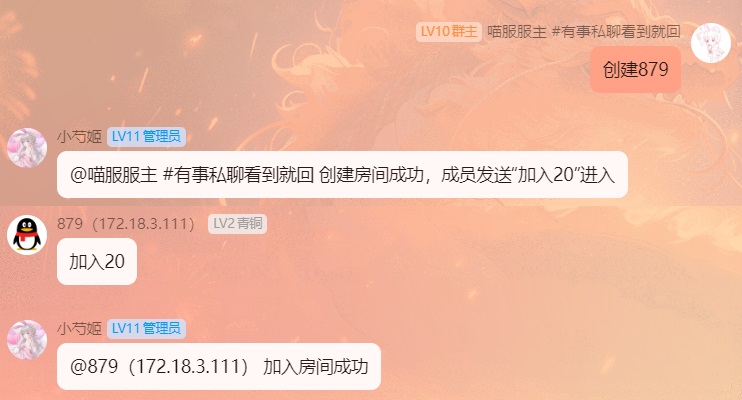 LV10 群主 喵服服主 #有事私聊看到就回
创建879
小芍姬 LV11 管理员
@喵服服主 #有事私聊看到就回 创建房间成功，成员发送“加入20”进入
879（172.18.3.111） LV2 青铜
加入20
小芍姬 LV11 管理员
@879（172.18.3.111） 加入房间成功